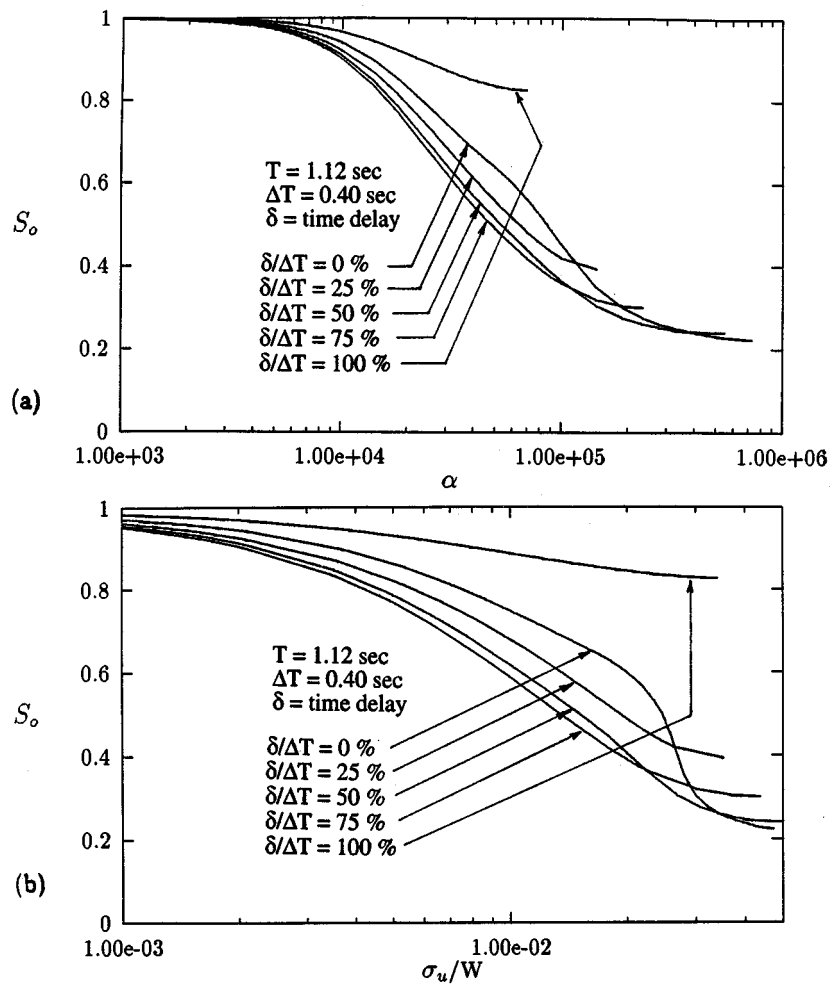 1
0.8
0.6
0.4
0.2
0
S_o
T = 1.12 sec
ΔT = 0.40 sec
δ = time delay
δ/ΔT = 0 %
δ/ΔT = 25 %
δ/ΔT = 50 %
δ/ΔT = 75 %
δ/ΔT = 100 %
(a)
1.00e+03 1.00e+04 1.00e+05 1.00e+06
α
1
0.8
0.6
0.4
0.2
0
S_o
T = 1.12 sec
ΔT = 0.40 sec
δ = time delay
δ/ΔT = 0 %
δ/ΔT = 25 %
δ/ΔT = 50 %
δ/ΔT = 75 %
δ/ΔT = 100 %
(b)
1.00e-03 1.00e-02
σ_u/W